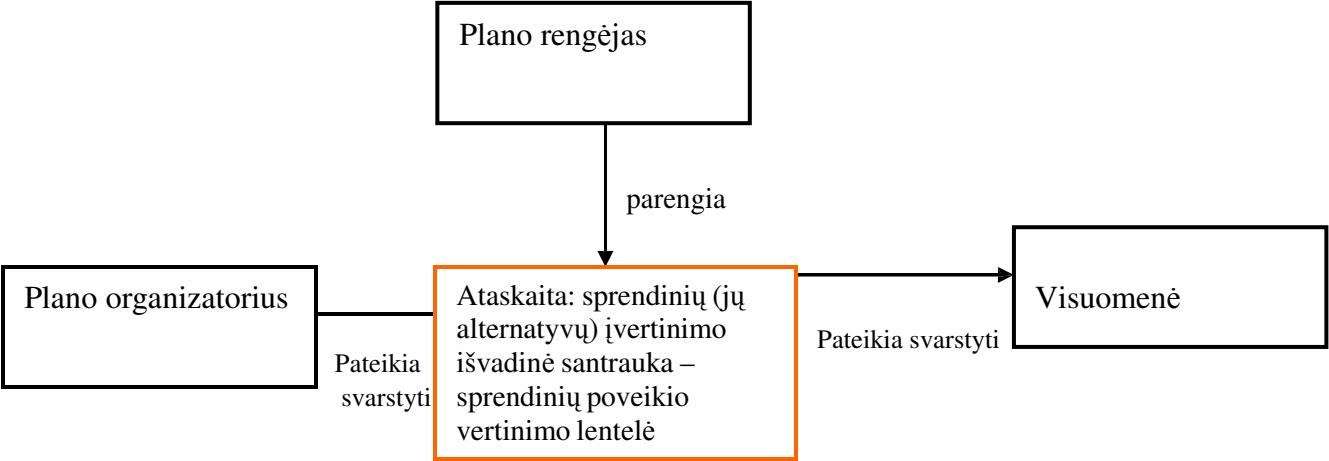 Plano rengėjas
parengia
Plano organizatorius
Pateikia
svarstyti
Ataskaita: sprendinių (jų
alternatyvų) įvertinimo
išvadinė santrauka –
sprendinių poveikio
vertinimo lentelė
Pateikia svarstyti
Visuomenė